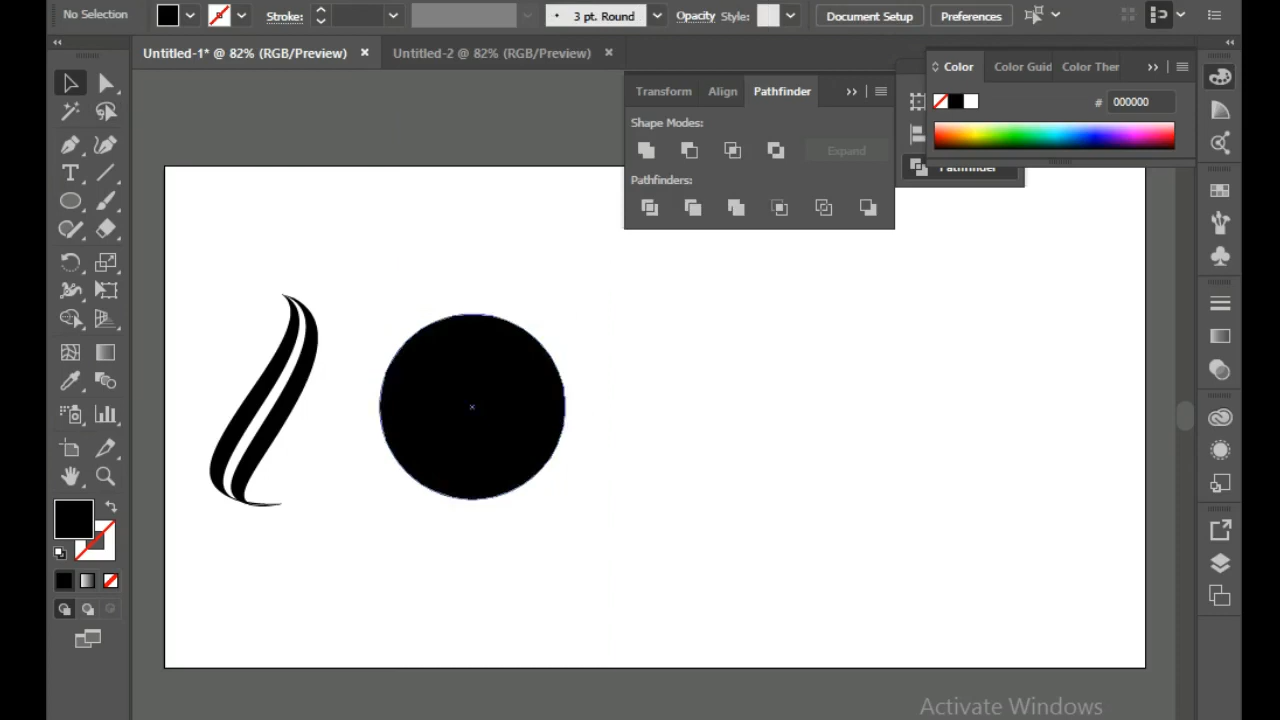 No Selection
Stroke:
3 pt. Round
Opacity
Style:
Document Setup
Preferences
Untitled-1* @ 82% (RGB/Preview)
Untitled-2 @ 82% (RGB/Preview)
Transform
Align
Pathfinder
Color
Color Guid
Color Ther
# 000000
Shape Modes:
Expand
Pathfinders:
Pathfinder
Activate Windows